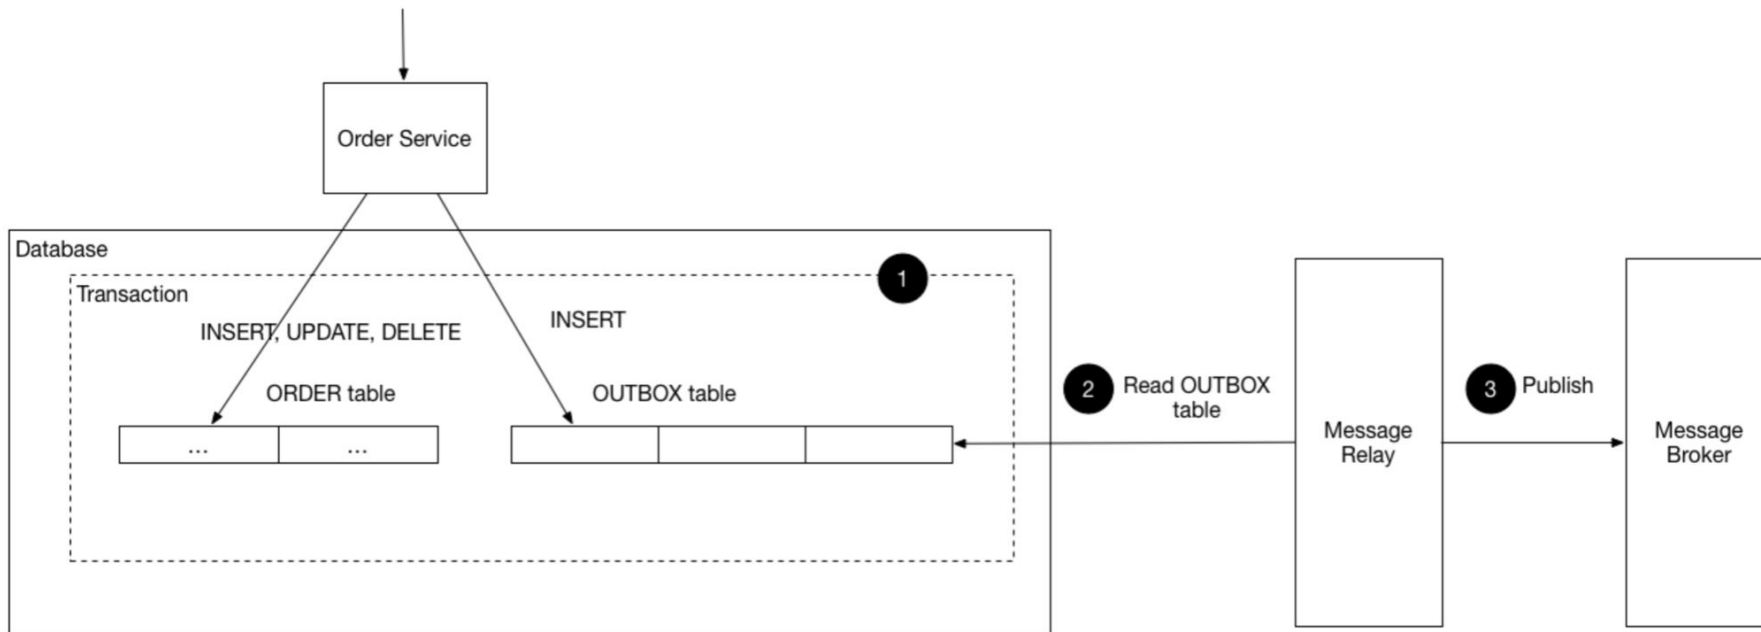 Order Service
Database
Transaction
1
INSERT, UPDATE, DELETE
INSERT
ORDER table
OUTBOX table
...
...
2
Read OUTBOX
table
3
Publish
Message
Relay
Message
Broker